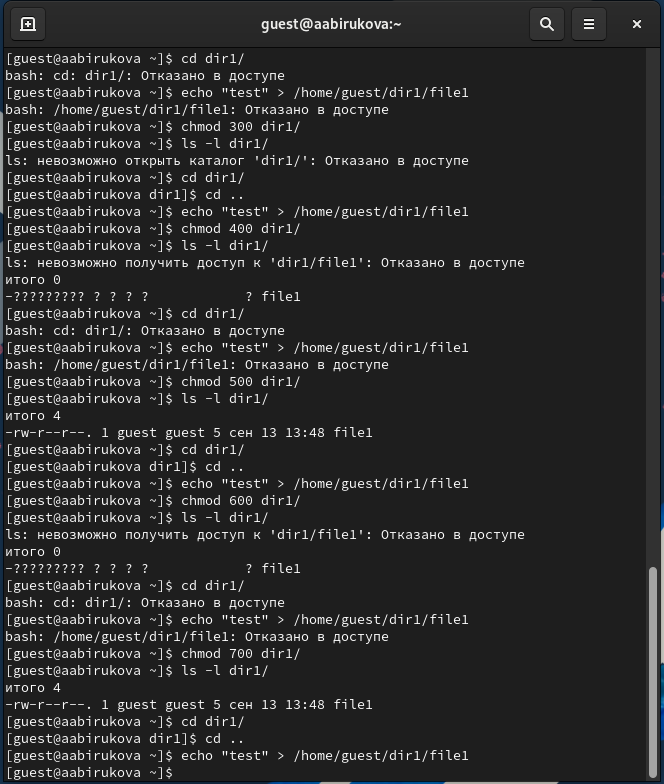 guest@aabirukova:~
[guest@aabirukova ~]$ cd dir1/
bash: cd: dir1/: Отказано в доступе
[guest@aabirukova ~]$ echo "test" > /home/guest/dir1/file1
bash: /home/guest/dir1/file1: Отказано в доступе
[guest@aabirukova ~]$ chmod 300 dir1/
[guest@aabirukova ~]$ ls -l dir1/
ls: невозможно открыть каталог 'dir1/': Отказано в доступе
[guest@aabirukova ~]$ cd dir1/
[guest@aabirukova dir1]$ cd ..
[guest@aabirukova ~]$ echo "test" > /home/guest/dir1/file1
[guest@aabirukova ~]$ chmod 400 dir1/
[guest@aabirukova ~]$ ls -l dir1/
ls: невозможно получить доступ к 'dir1/file1': Отказано в доступе
итого 0
-????????? ? ? ? ?            ? file1
[guest@aabirukova ~]$ cd dir1/
bash: cd: dir1/: Отказано в доступе
[guest@aabirukova ~]$ echo "test" > /home/guest/dir1/file1
bash: /home/guest/dir1/file1: Отказано в доступе
[guest@aabirukova ~]$ chmod 500 dir1/
[guest@aabirukova ~]$ ls -l dir1/
итого 4
-rw-r--r--. 1 guest guest 5 сен 13 13:48 file1
[guest@aabirukova ~]$ cd dir1/
[guest@aabirukova dir1]$ cd ..
[guest@aabirukova ~]$ echo "test" > /home/guest/dir1/file1
[guest@aabirukova ~]$ chmod 600 dir1/
[guest@aabirukova ~]$ ls -l dir1/
ls: невозможно получить доступ к 'dir1/file1': Отказано в доступе
итого 0
-????????? ? ? ? ?            ? file1
[guest@aabirukova ~]$ cd dir1/
bash: cd: dir1/: Отказано в доступе
[guest@aabirukova ~]$ echo "test" > /home/guest/dir1/file1
bash: /home/guest/dir1/file1: Отказано в доступе
[guest@aabirukova ~]$ chmod 700 dir1/
[guest@aabirukova ~]$ ls -l dir1/
итого 4
-rw-r--r--. 1 guest guest 5 сен 13 13:48 file1
[guest@aabirukova ~]$ cd dir1/
[guest@aabirukova dir1]$ cd ..
[guest@aabirukova ~]$ echo "test" > /home/guest/dir1/file1
[guest@aabirukova ~]$